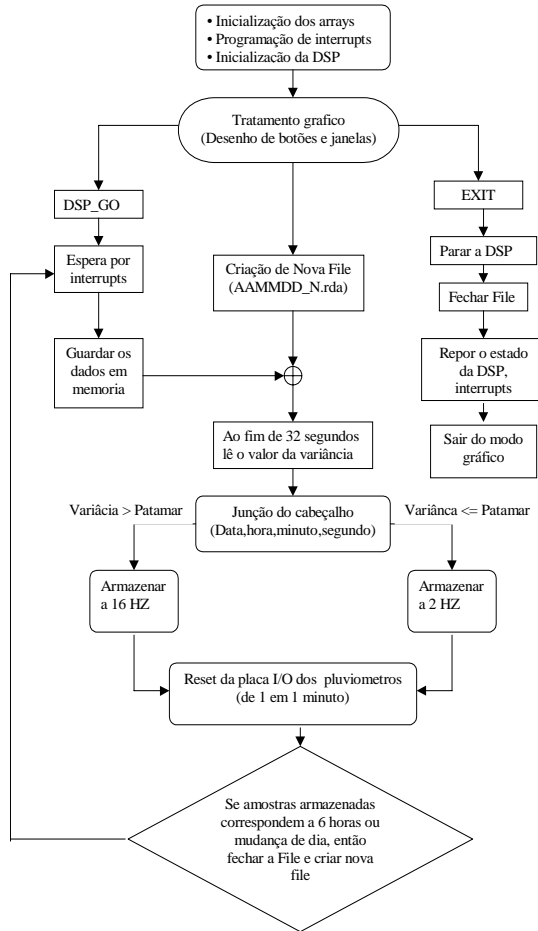 • Inicialização dos arrays
• Programação de interrupts
• Inicialização da DSP
Tratamento grafico
(Desenho de botões e janelas)
DSP_GO
EXIT
Espera por
interrupts
Criação de Nova File
(AAMMDD_N.rda)
Parar a DSP
Fechar File
Guardar os
dados em
memoria
Repor o estado
da DSP,
interrupts
Ao fim de 32 segundos
lê o valor da variância
Sair do modo
gráfico
Variâcia > Patamar
Junção do cabeçalho
(Data,hora,minuto,segundo)
Variânca <= Patamar
Armazenar
a 16 HZ
Armazenar
a 2 HZ
Reset da placa I/O dos pluviometros
(de 1 em 1 minuto)
Se amostras armazenadas
correspondem a 6 horas ou
mudança de dia, então
fechar a File e criar nova
file